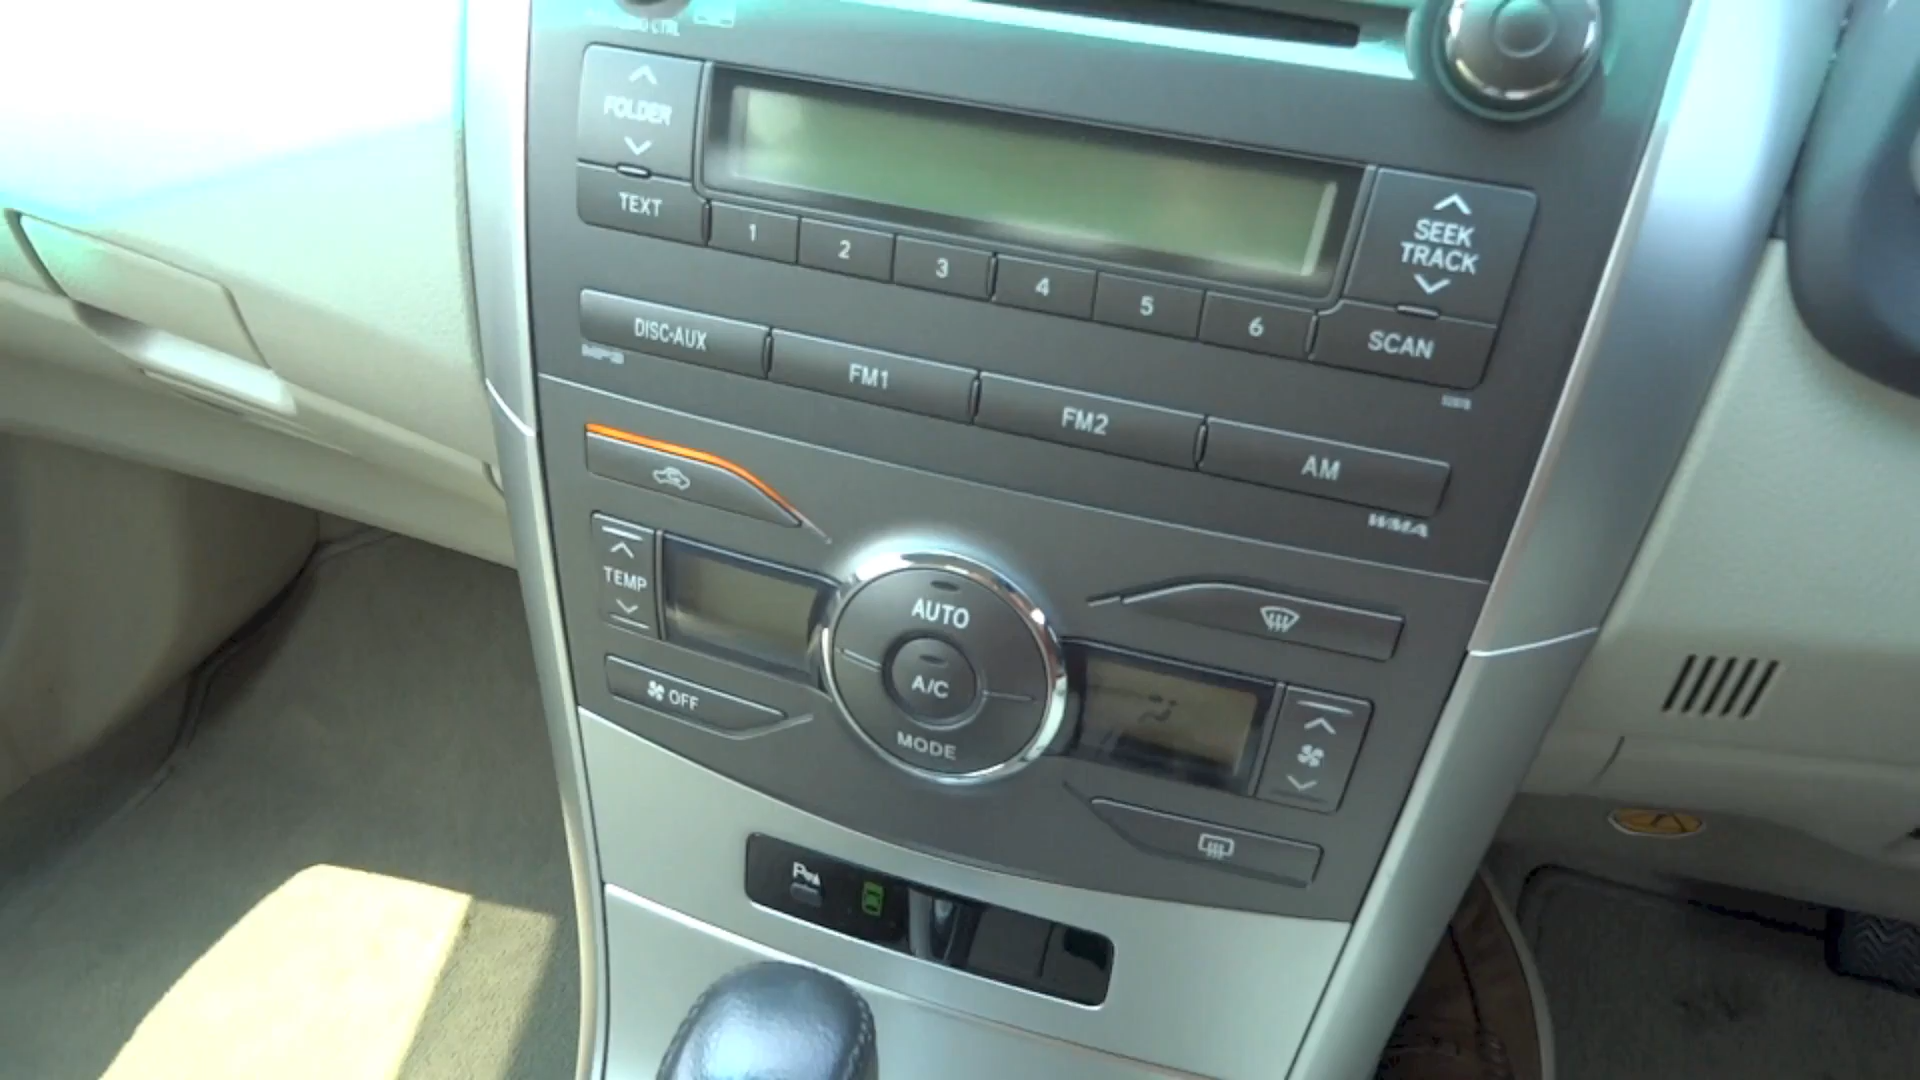 FOLDER
TEXT
1
2
3
4
5
6
SEEK
TRACK
SCAN
DISC·AUX
MP3
FM1
FM2
AM
WMA
TEMP
AUTO
A/C
MODE
OFF